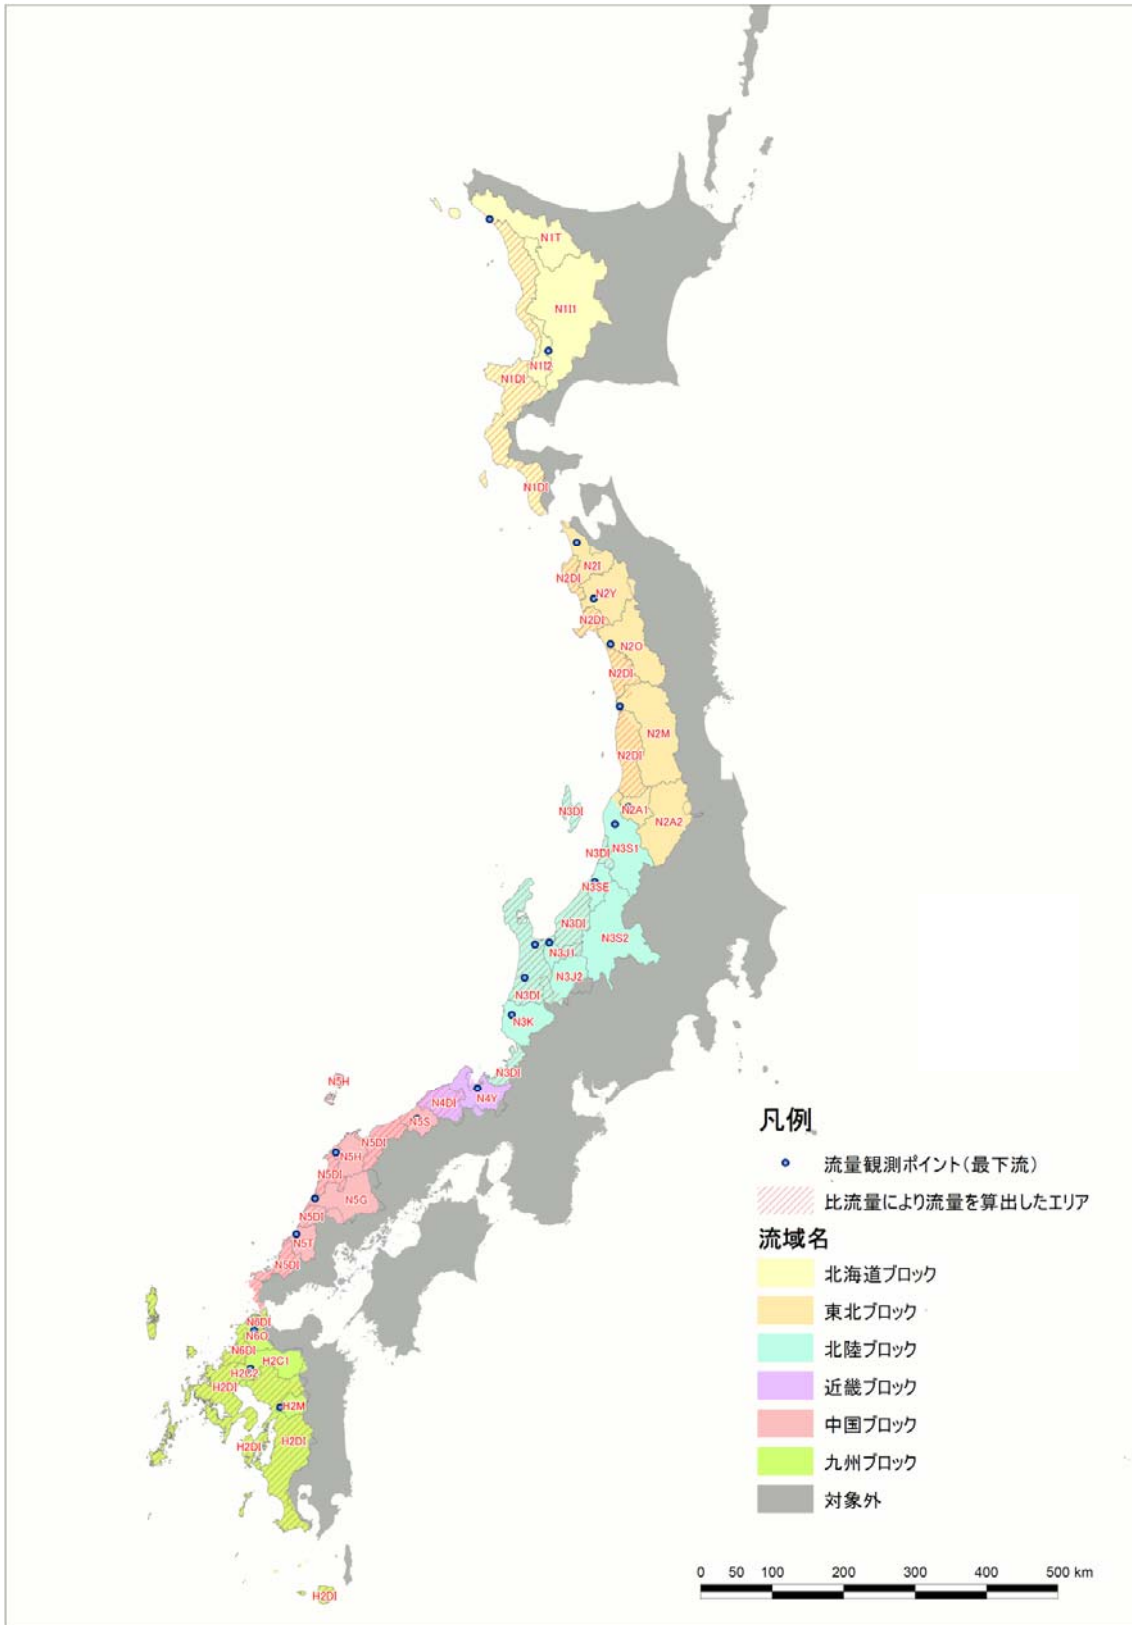 N1T
N1I1
N1I2
N1DI
N1DI
N2I
N2DI
N2Y
N2DI
N2O
N2DI
N2M
N2DI
N3DI
N2A1
N2A2
N3S1
N3DI
N3SE
N3DI
N3S2
N3J1
N3J2
N3DI
N3K
N3DI
N5H
N4DI
N4Y
N5S
N5DI
N5H
N5DI
N5G
N5DI
N5T
N5DI
N6DI
N6O
N6DI
H2C1
H2C2
H2DI
H2M
H2DI
H2DI
H2DI
凡例
流量観測ポイント(最下流)
比流量により流量を算出したエリア
流域名
北海道ブロック
東北ブロック
北陸ブロック
近畿ブロック
中国ブロック
九州ブロック
対象外
0 50 100 200 300 400 500 km